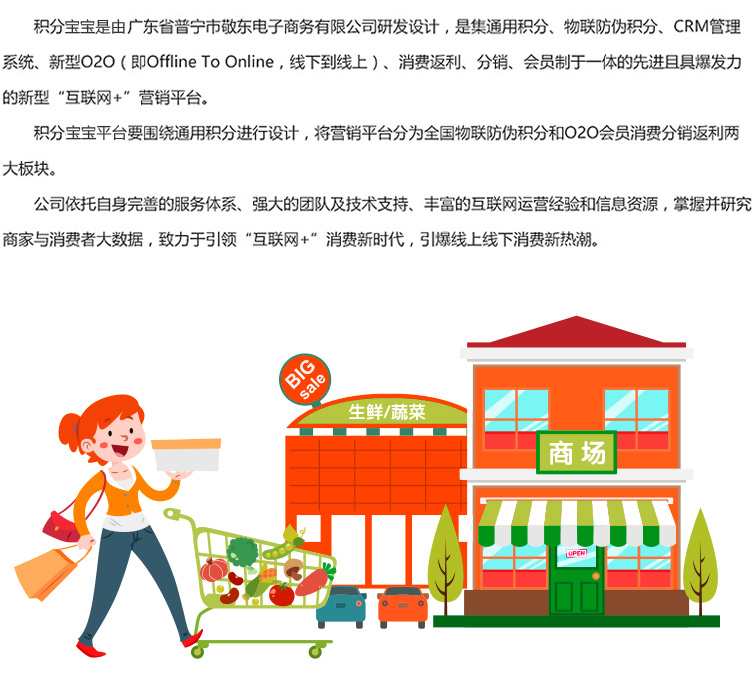 积分宝宝是由广东省普宁市敬东电子商务有限公司研发设计，是集通用积分、物联防伪积分、CRM管理
系统、新型O2O（即Offline To Online，线下到线上）、消费返利、分销、会员制于一体的先进且具爆发力
的新型“互联网+”营销平台。
积分宝宝平台要围绕通用积分进行设计，将营销平台分为全国物联防伪积分和O2O会员消费分销返利两
大板块。
公司依托自身完善的服务体系、强大的团队及技术支持、丰富的互联网运营经验和信息资源，掌握并研究
商家与消费者大数据，致力于引领“互联网+”消费新时代，引爆线上线下消费新热潮。
BIG
sale
生鲜/蔬菜
商场
OPEN